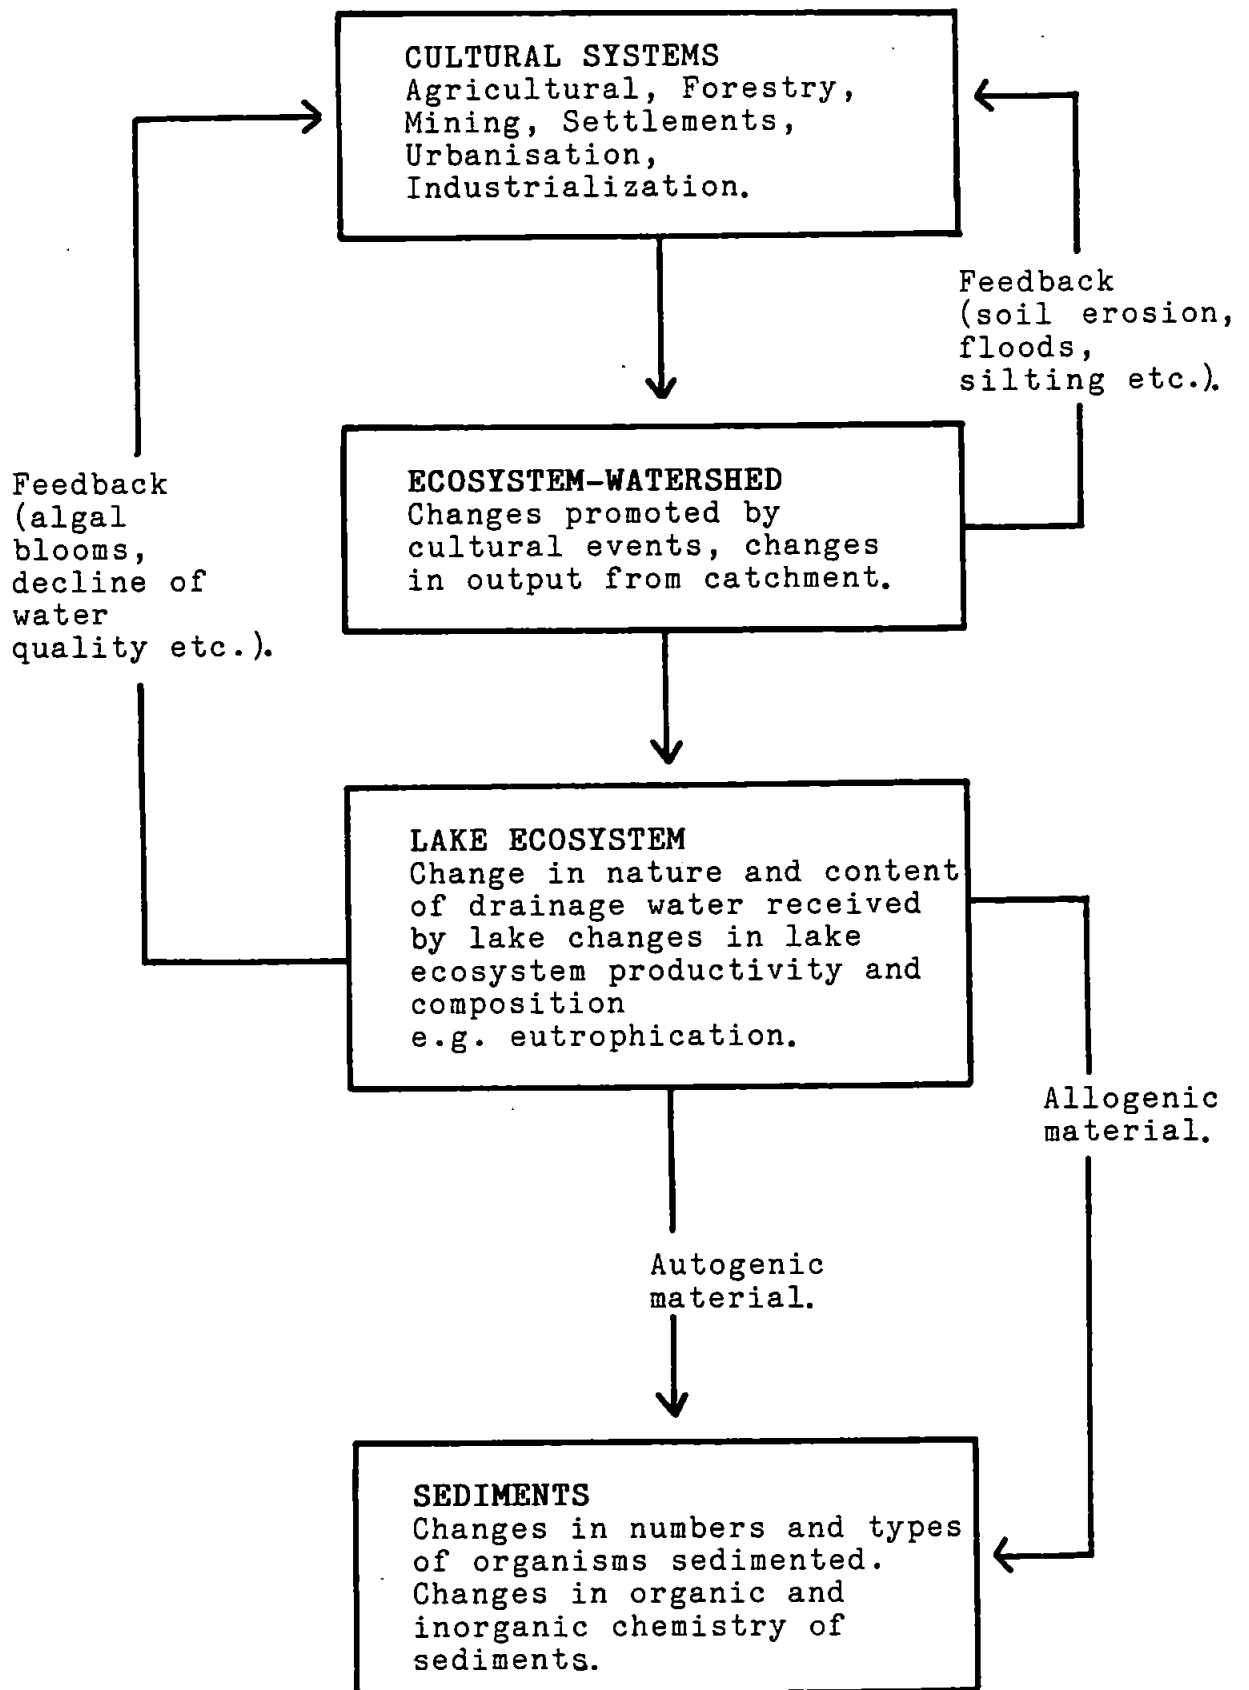 CULTURAL SYSTEMS
Agricultural, Forestry,
Mining, Settlements,
Urbanisation,
Industrialization.
Feedback
(soil erosion,
floods,
silting etc.).
ECOSYSTEM-WATERSHED
Changes promoted by
cultural events, changes
in output from catchment.
Feedback
(algal
blooms,
decline of
water
quality etc.).
LAKE ECOSYSTEM
Change in nature and content
of drainage water received
by lake changes in lake
ecosystem productivity and
composition
e.g. eutrophication.
Allogenic
material.
Autogenic
material.
SEDIMENTS
Changes in numbers and types
of organisms sedimented.
Changes in organic and
inorganic chemistry of
sediments.